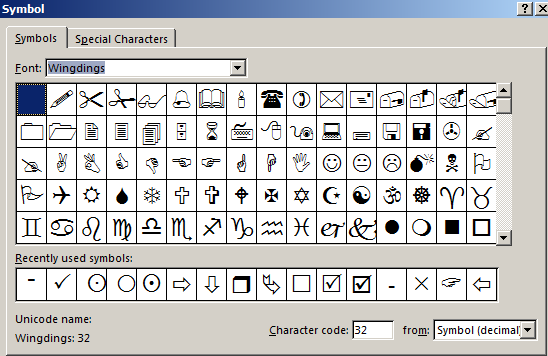 Symbol
Symbols
Special Characters
Font: Wingdings
Recently used symbols:
Unicode name:
Wingdings: 32
Character code: 32 from: Symbol (decimal)